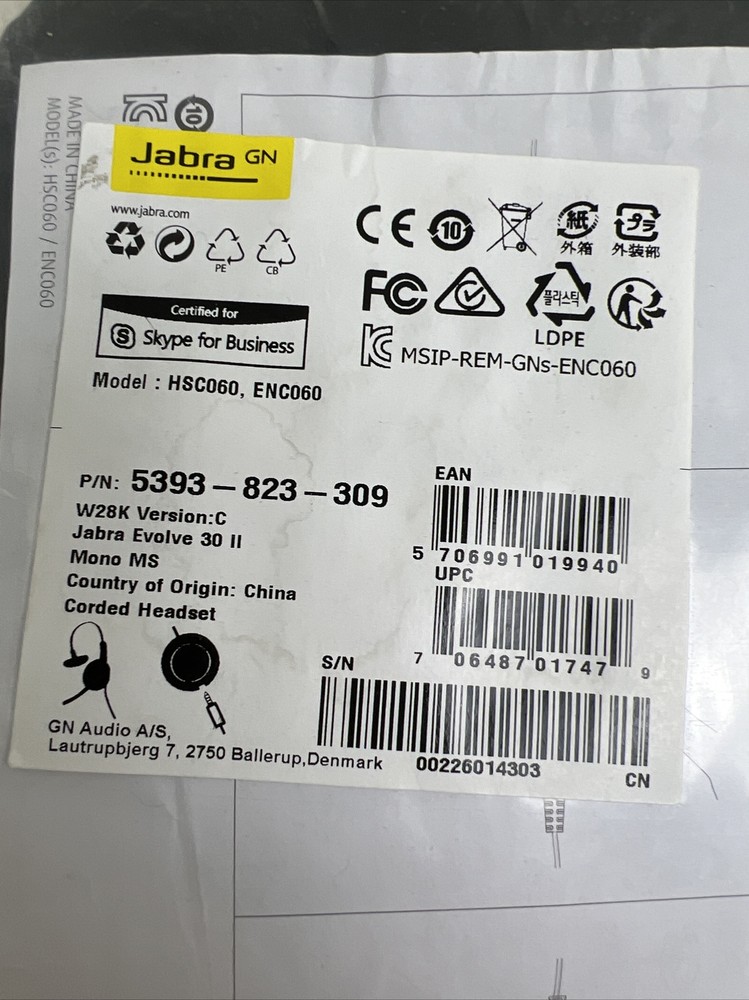 MADE IN CHINA
MODEL(s): HSC060 / ENC060
10
Jabra GN
www.jabra.com
PE
CB
10
紙
外箱
プラ
外装部
Certified for
S Skype for Business
FC
플라스틱
LDPE
MSIP-REM-GNs-ENC060
Model : HSC060, ENC060
P/N: 5393-823-309
W28K Version:C
Jabra Evolve 30 II
Mono MS
Country of Origin: China
Corded Headset
EAN
5 706991 019940
UPC
7 06487 01747 9
S/N
00226014303
CN
GN Audio A/S,
Lautrupbjerg 7, 2750 Ballerup,Denmark